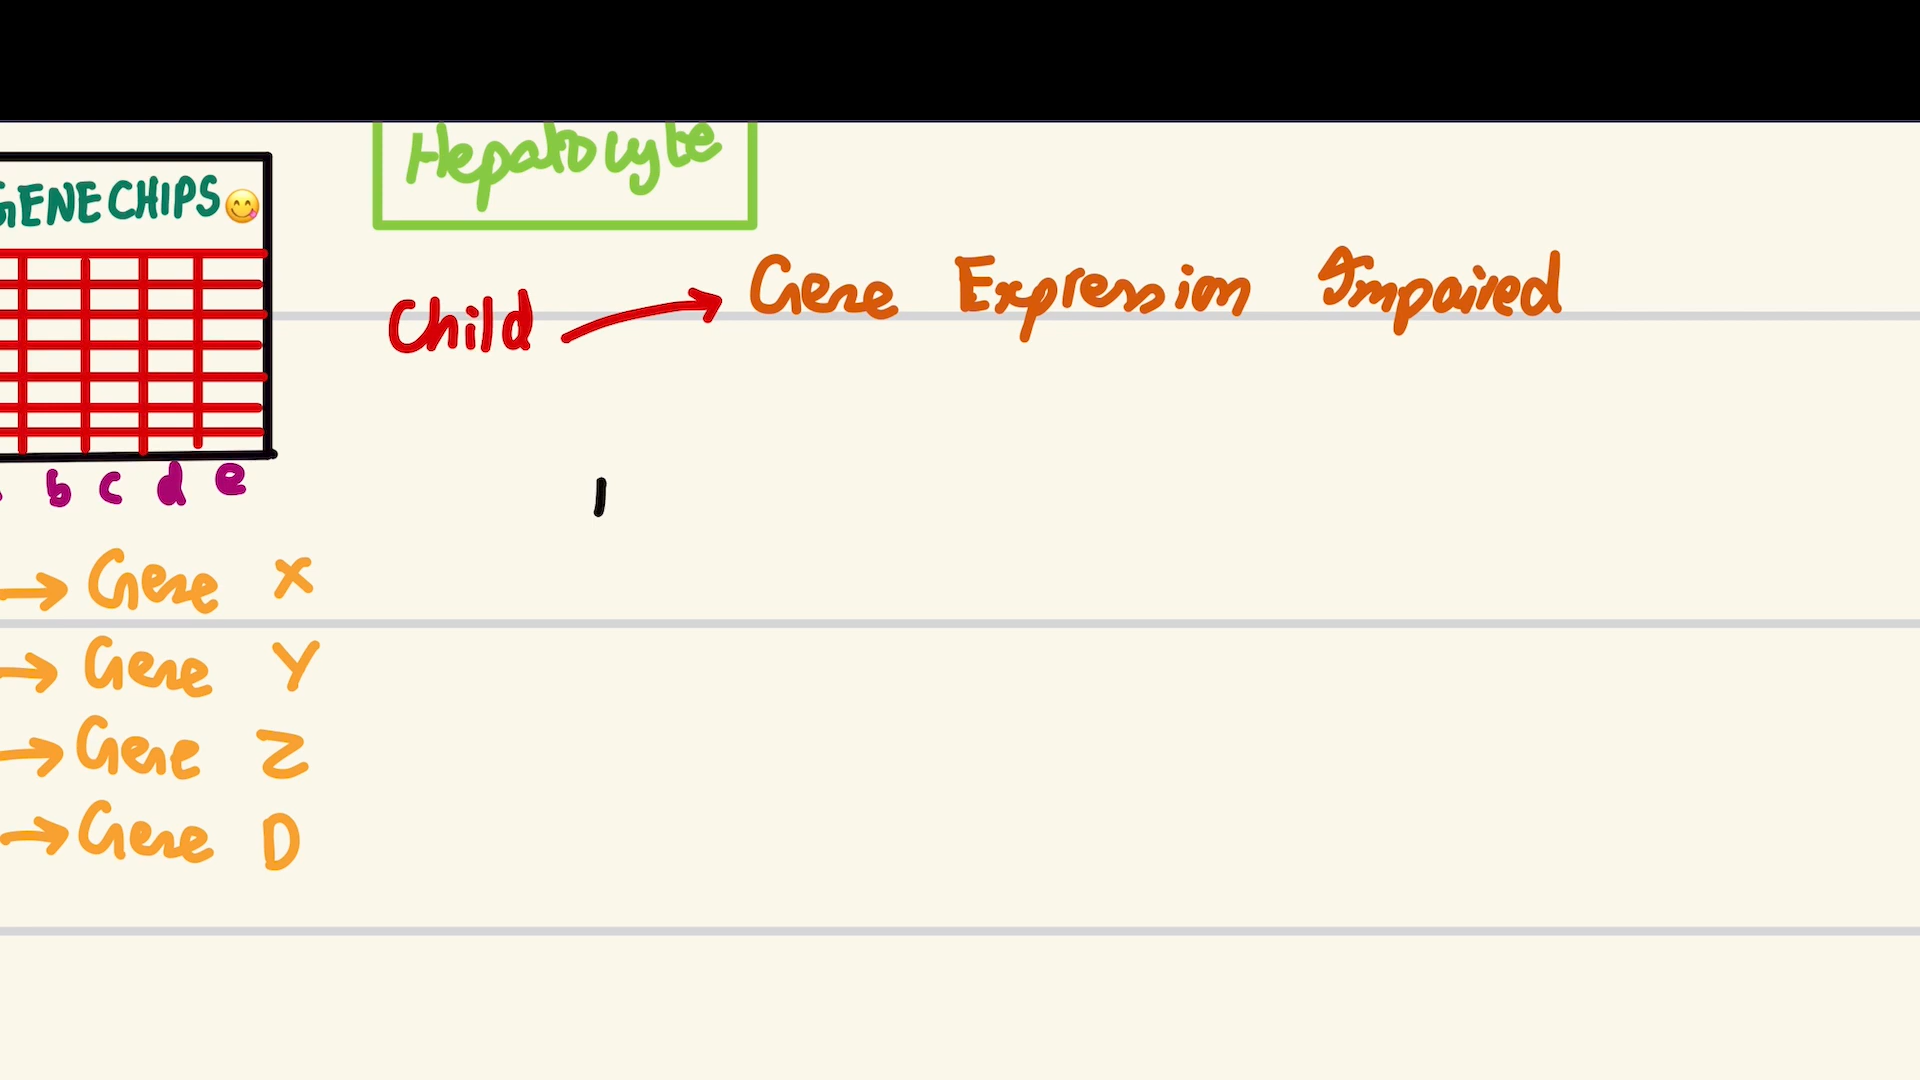 Hepatocyte
GENE CHIPS
Child → Gene Expression Impaired
b c d e
→ Gene X
→ Gene Y
→ Gene Z
→ Gene D